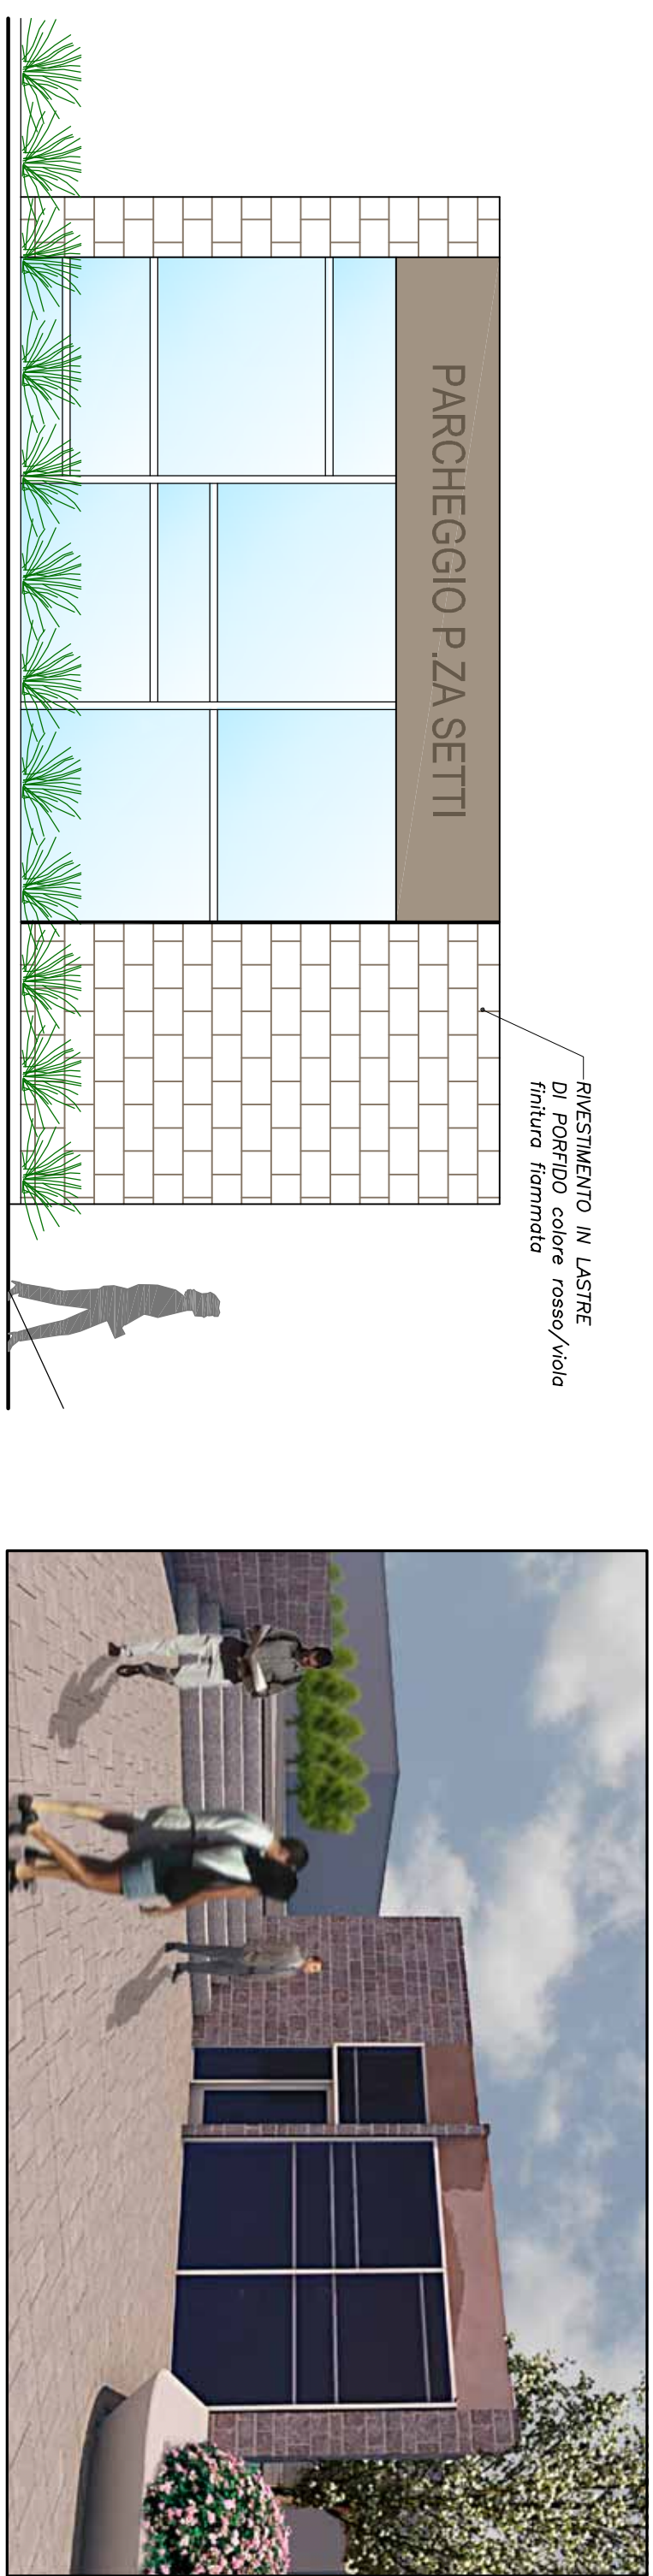 PARCHEGGIO P.ZA SETTI
RIVESTIMENTO IN LASTRE
DI PORFIDO colore rosso/viola
finitura fiammata